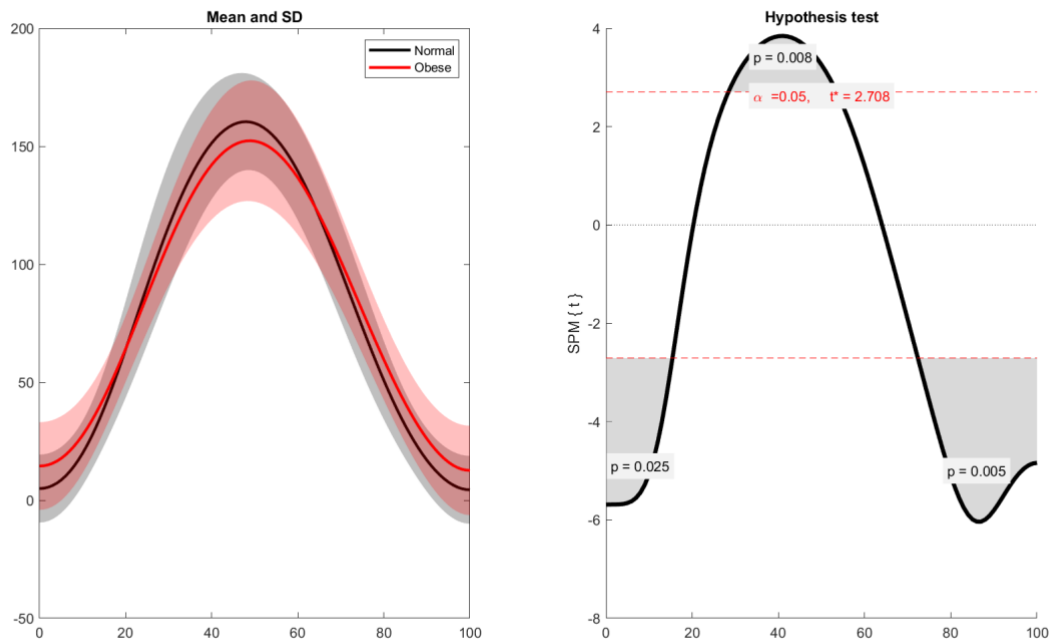 Mean and SD
200
150
100
50
0
-50
0
20
40
60
80
100
Normal
Obese
Hypothesis test
SPM { t }
4
2
0
-2
-4
-6
-8
0
20
40
60
80
100
p = 0.008
α =0.05, t* = 2.708
p = 0.025
p = 0.005